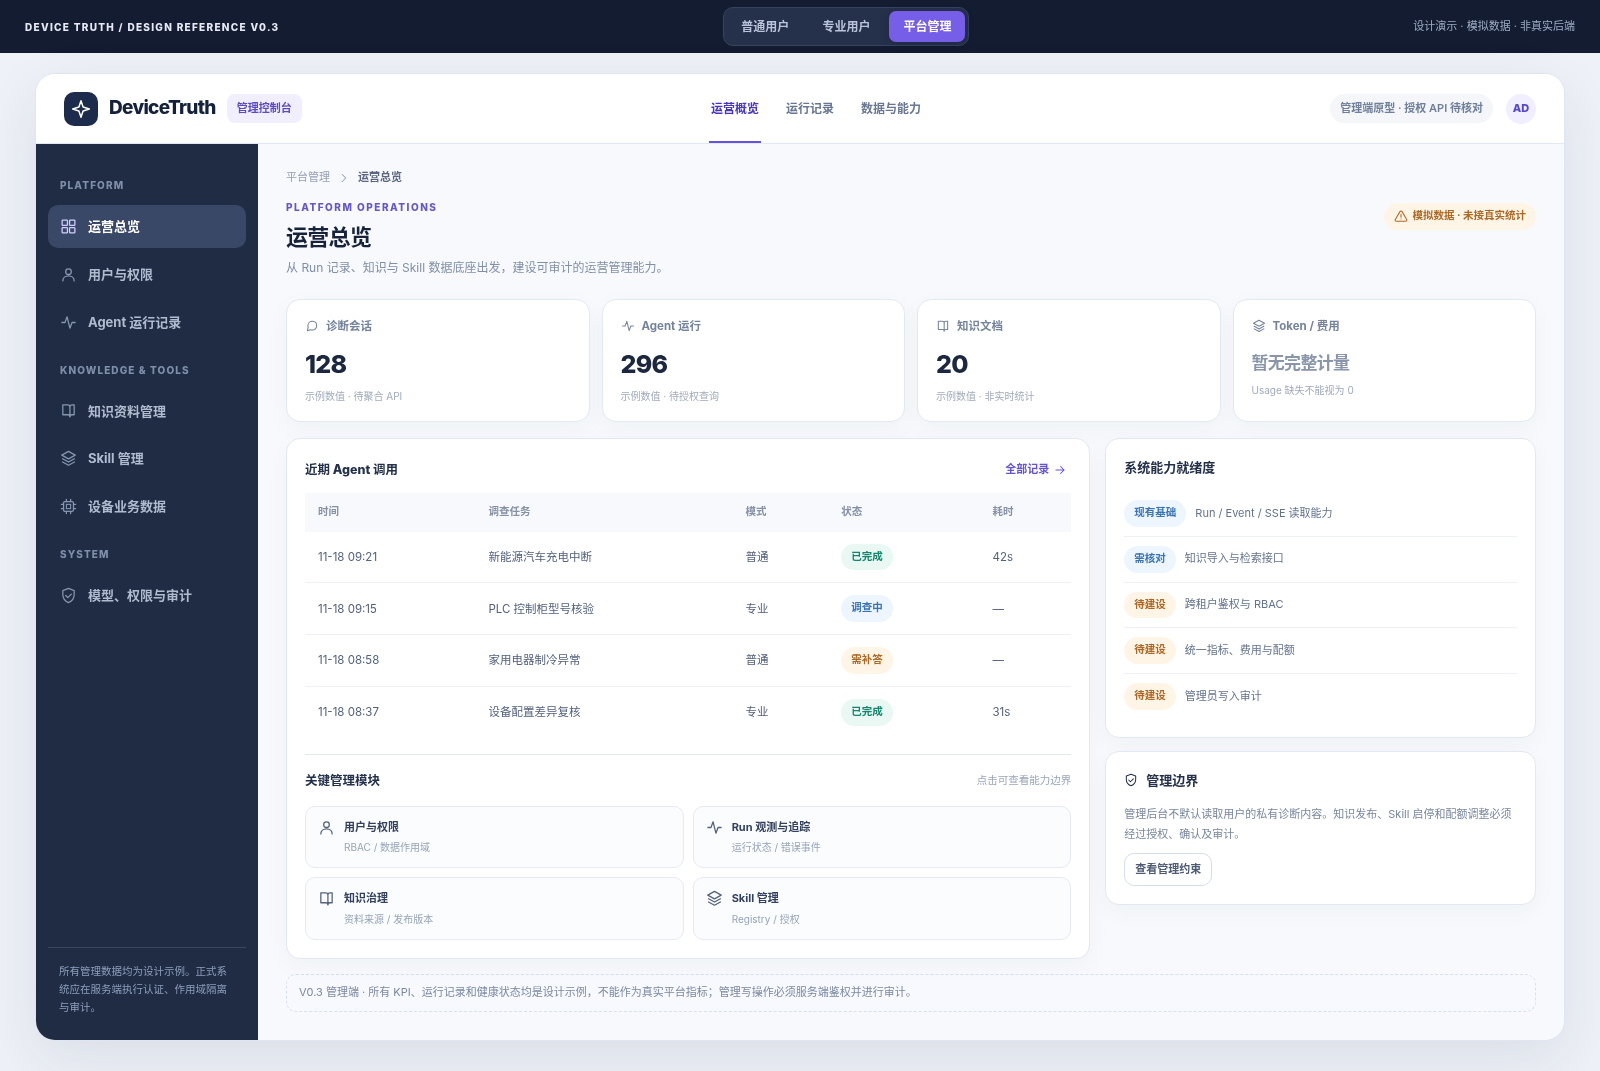 DEVICE TRUTH / DESIGN REFERENCE V0.3
普通用户
专业用户
平台管理
设计演示 · 模拟数据 · 非真实后端
DeviceTruth
管理控制台
运营概览
运行记录
数据与能力
管理端原型 · 授权 API 待核对
AD
PLATFORM
运营总览
用户与权限
Agent 运行记录
KNOWLEDGE & TOOLS
知识资料管理
Skill 管理
设备业务数据
SYSTEM
模型、权限与审计
所有管理数据均为设计示例。正式系
统应在服务端执行认证、作用域隔离
与审计。
平台管理
运营总览
PLATFORM OPERATIONS
运营总览
从 Run 记录、知识与 Skill 数据底座出发，建设可审计的运营管理能力。
模拟数据 · 未接真实统计
诊断会话
128
示例数值 · 待聚合 API
Agent 运行
296
示例数值 · 待授权查询
知识文档
20
示例数值 · 非实时统计
Token / 费用
暂无完整计量
Usage 缺失不能视为 0
近期 Agent 调用
全部记录
时间 调查任务 模式 状态 耗时
11-18 09:21 新能源汽车充电中断 普通 已完成 42s
11-18 09:15 PLC 控制柜型号核验 专业 调查中 —
11-18 08:58 家用电器制冷异常 普通 需补答 —
11-18 08:37 设备配置差异复核 专业 已完成 31s
关键管理模块
点击可查看能力边界
用户与权限
RBAC / 数据作用域
Run 观测与追踪
运行状态 / 错误事件
知识治理
资料来源 / 发布版本
Skill 管理
Registry / 授权
系统能力就绪度
现有基础 Run / Event / SSE 读取能力
需核对 知识导入与检索接口
待建设 跨租户鉴权与 RBAC
待建设 统一指标、费用与配额
待建设 管理员写入审计
管理边界
管理后台不默认读取用户的私有诊断内容。知识发布、Skill 启停和配额调整必须
经过授权、确认及审计。
查看管理约束
V0.3 管理端 · 所有 KPI、运行记录和健康状态均是设计示例，不能作为真实平台指标；管理写操作必须服务端鉴权并进行审计。